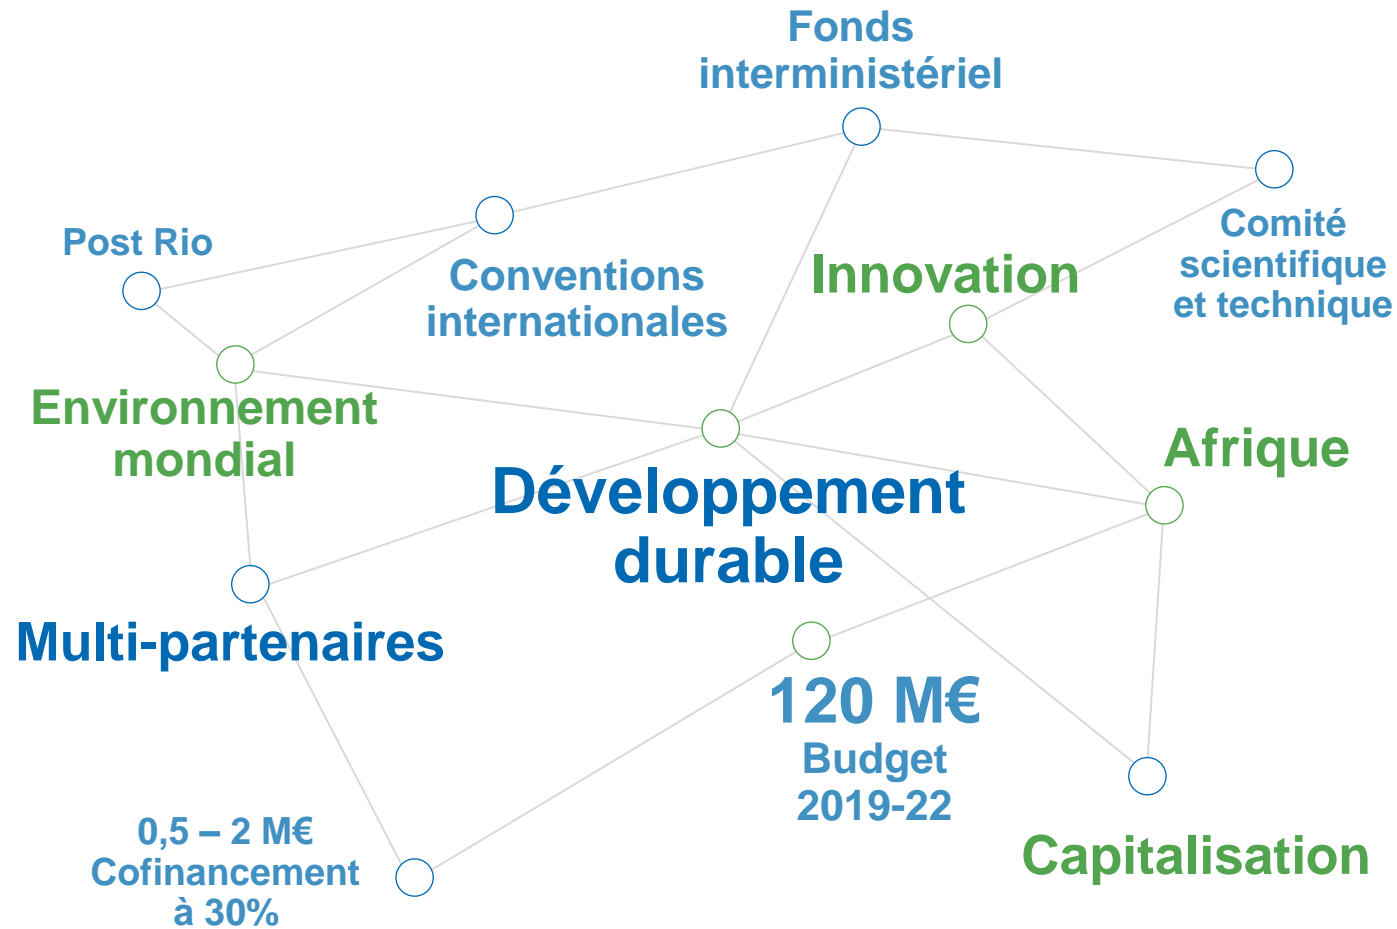 Fonds
interministériel
Post Rio
Conventions
internationales
Innovation
Comité
scientifique
et technique
Environnement
mondial
Développement
durable
Afrique
Multi-partenaires
120 M€
Budget
2019-22
0,5 – 2 M€
Cofinancement
à 30%
Capitalisation